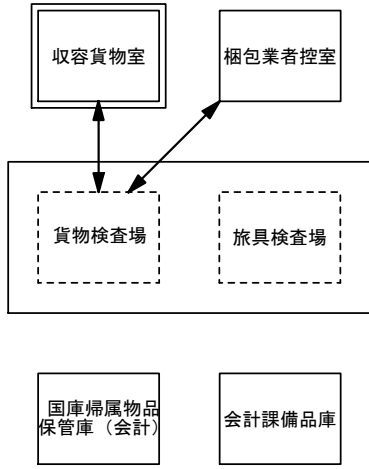 収容貨物室
梱包業者控室
貨物検査場
旅具検査場
国庫帰属物品
保管庫（会計）
会計課備品庫